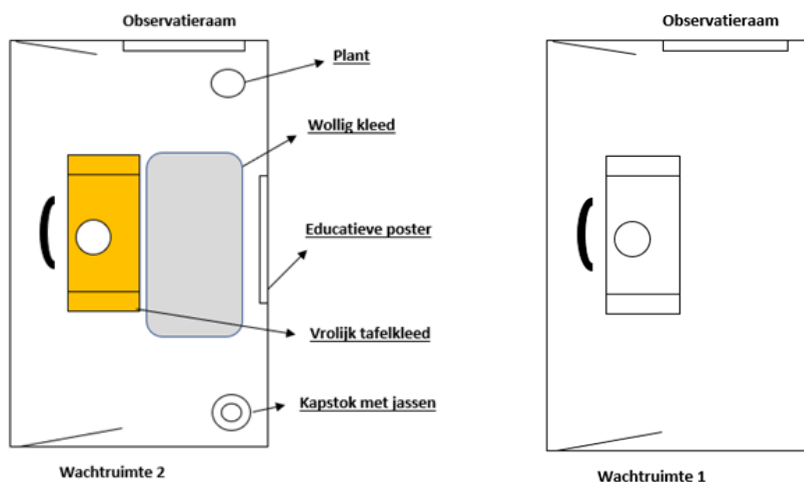 Observatieraam
Plant
Wollig kleed
Educatieve poster
Vrolijk tafelkleed
Kapstok met jassen
Wachtruimte 2
Observatieraam
Wachtruimte 1